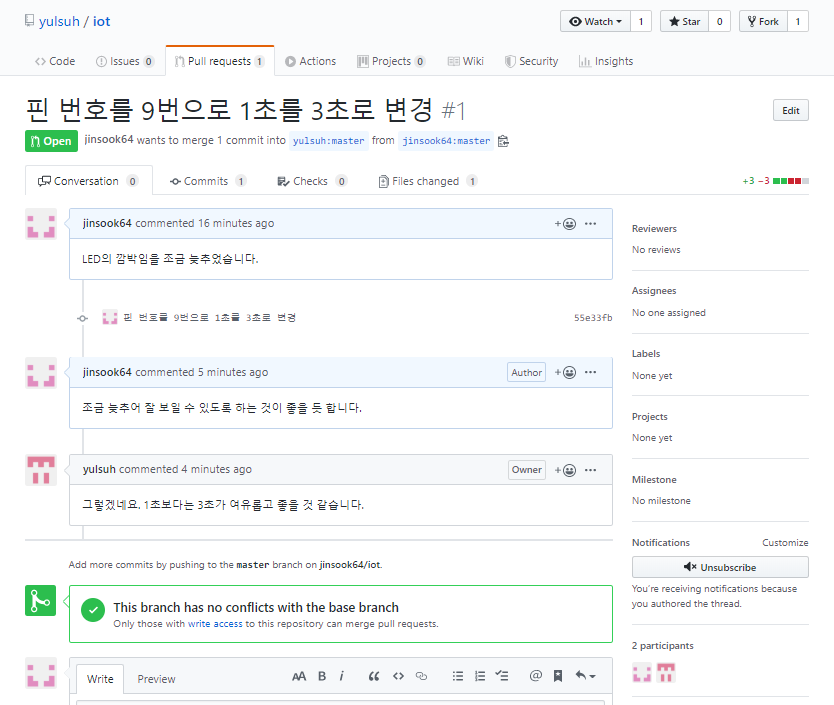 yulsuh / iot
Watch 1 Star 0 Fork 1
Code Issues 0 Pull requests 1 Actions Projects 0 Wiki Security Insights
핀 번호를 9번으로 1초를 3초로 변경 #1
Edit
Open jinsook64 wants to merge 1 commit into yulsuh:master from jinsook64:master
Conversation 0 Commits 1 Checks 0 Files changed 1
+3 −3
jinsook64 commented 16 minutes ago
LED의 깜박임을 조금 늦추었습니다.
핀 번호를 9번으로 1초를 3초로 변경 55e33fb
jinsook64 commented 5 minutes ago Author
조금 늦추어 잘 보일 수 있도록 하는 것이 좋을 듯 합니다.
yulsuh commented 4 minutes ago Owner
그렇겠네요. 1초보다는 3초가 여유롭고 좋을 것 같습니다.
Add more commits by pushing to the master branch on jinsook64/iot.
This branch has no conflicts with the base branch
Only those with write access to this repository can merge pull requests.
Write Preview
AA B i
Reviewers
No reviews
Assignees
No one assigned
Labels
None yet
Projects
None yet
Milestone
No milestone
Notifications Customize
Unsubscribe
You're receiving notifications because
you authored the thread.
2 participants